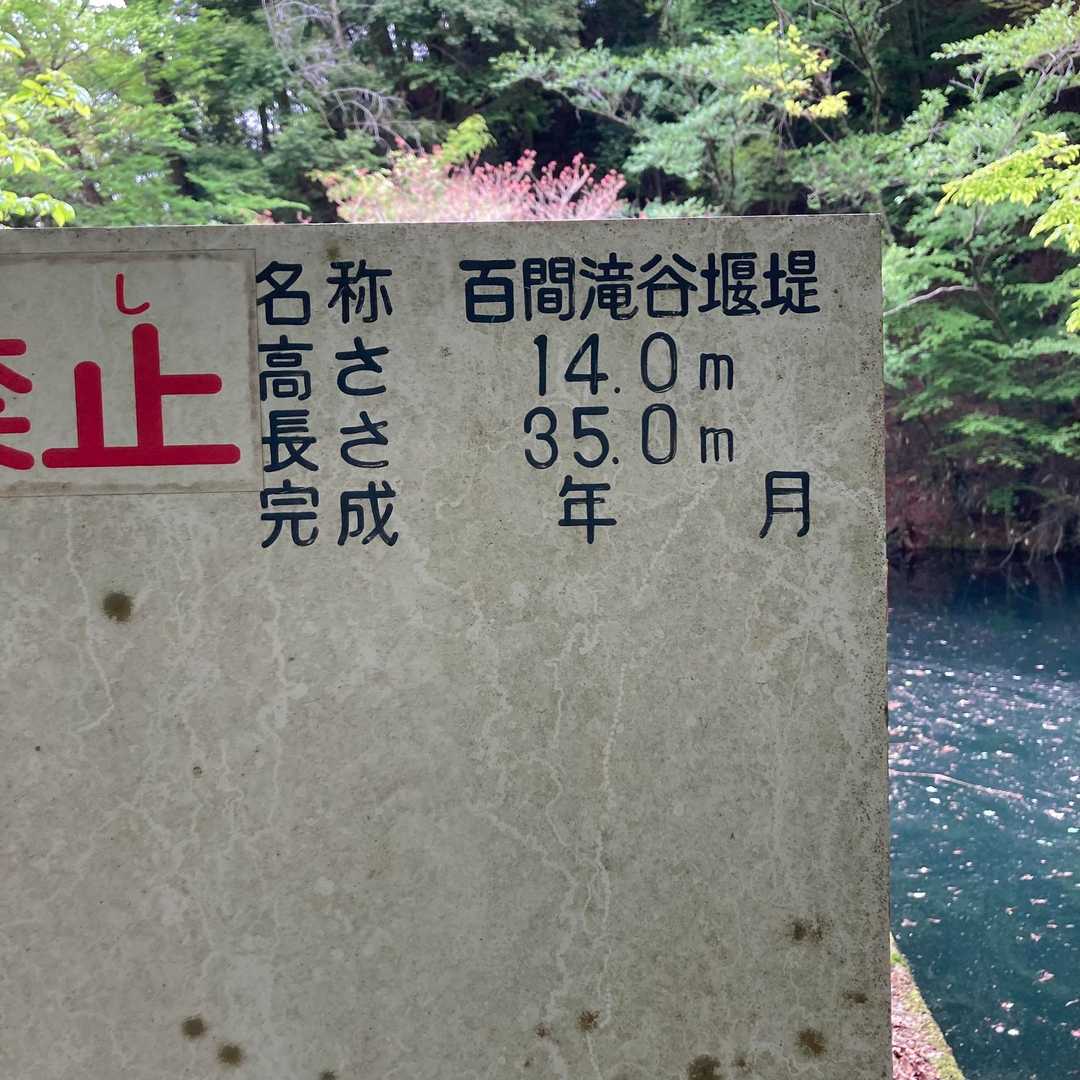 し
禁止
名称 百間滝谷堰堤
高さ 14.0m
長さ 35.0m
完成 年 月